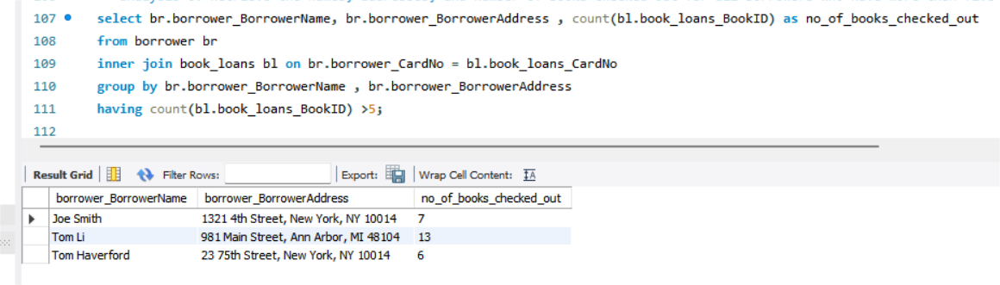 107 select br.borrower_BorrowerName, br.borrower_BorrowerAddress , count(bl.book_loans_BookID) as no_of_books_checked_out
108 from borrower br
109 inner join book_loans bl on br.borrower_CardNo = bl.book_loans_CardNo
110 group by br.borrower_BorrowerName , br.borrower_BorrowerAddress
111 having count(bl.book_loans_BookID) >5;
112
Result Grid Filter Rows: Export: Wrap Cell Content: IA
borrower_BorrowerName borrower_BorrowerAddress no_of_books_checked_out
Joe Smith 1321 4th Street, New York, NY 10014 7
Tom Li 981 Main Street, Ann Arbor, MI 48104 13
Tom Haverford 23 75th Street, New York, NY 10014 6